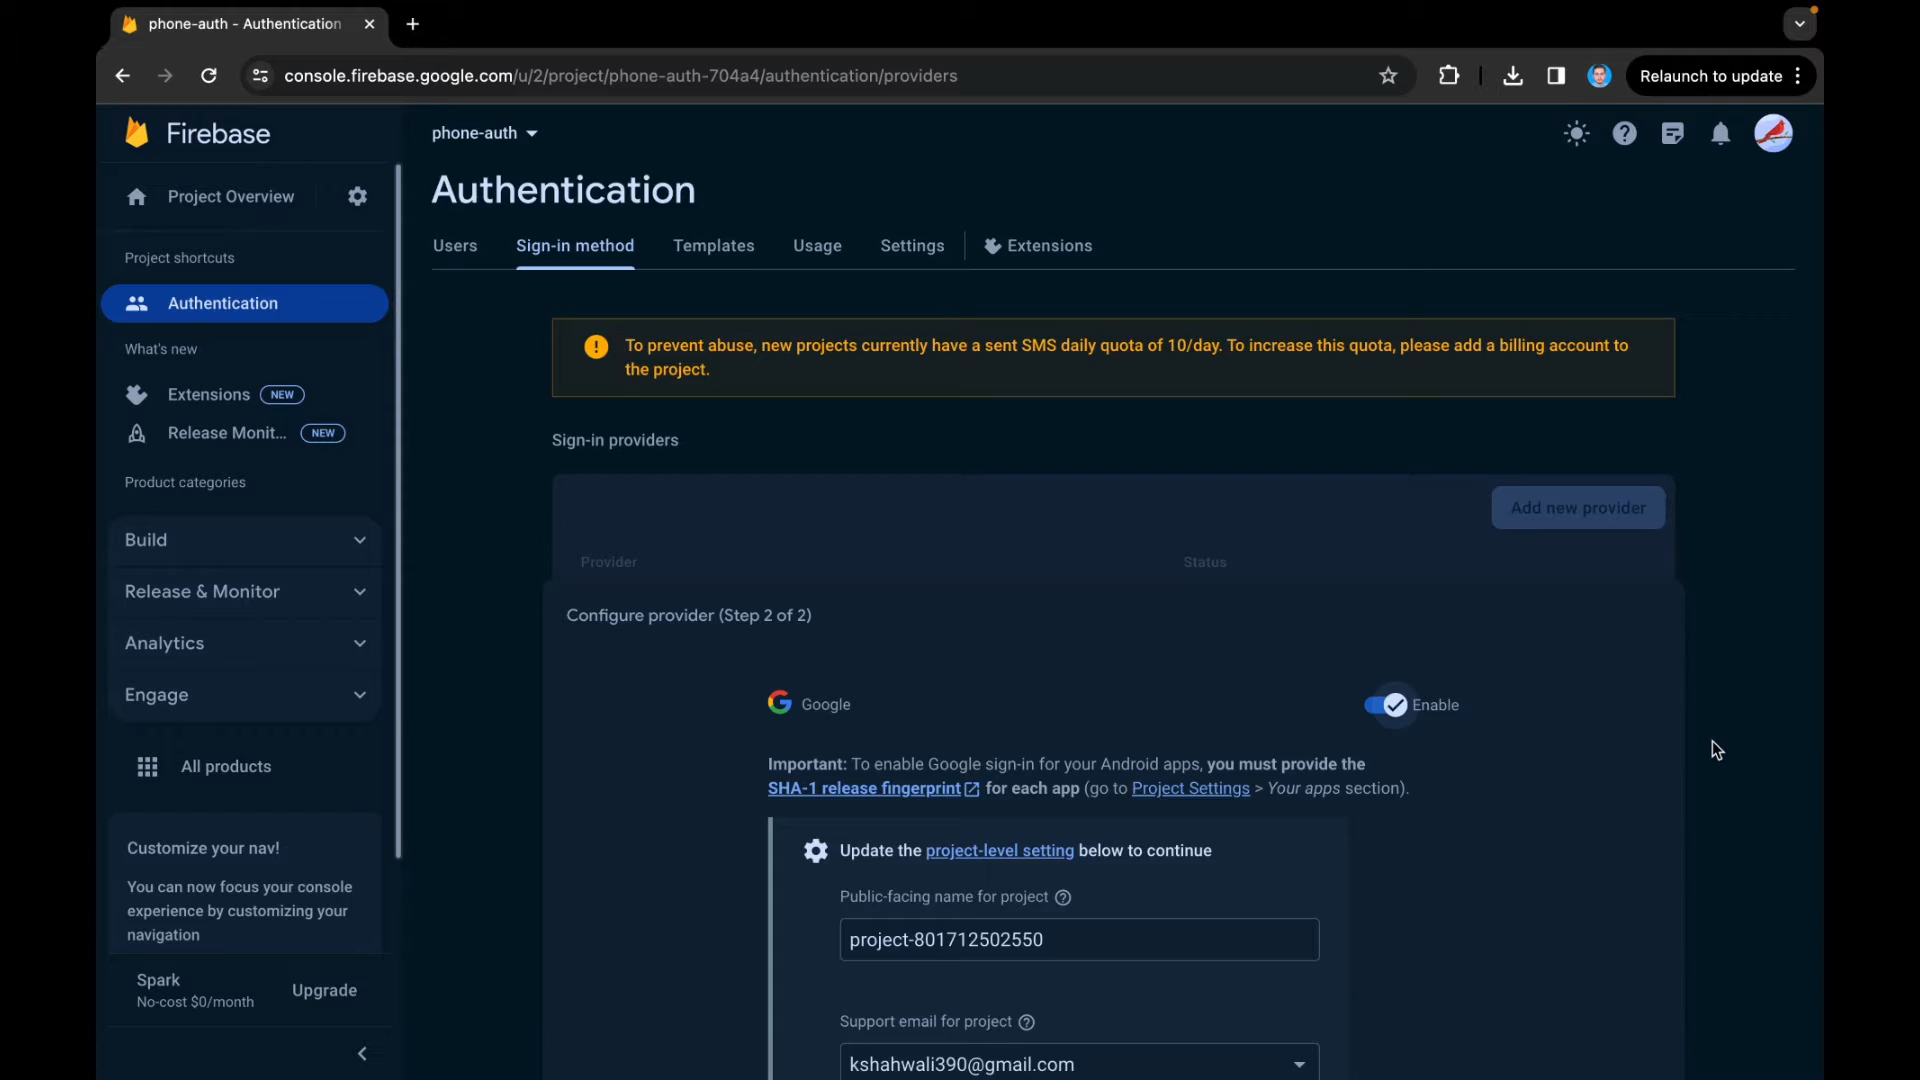 phone-auth - Authentication
console.firebase.google.com/u/2/project/phone-auth-704a4/authentication/providers
Relaunch to update
Firebase
phone-auth
Project Overview
Authentication
Users
Sign-in method
Templates
Usage
Settings
Extensions
Project shortcuts
Authentication
What's new
Extensions NEW
Release Monit... NEW
Product categories
Build
Release & Monitor
Analytics
Engage
All products
Customize your nav!
You can now focus your console
experience by customizing your
navigation
Spark
No-cost $0/month
Upgrade
To prevent abuse, new projects currently have a sent SMS daily quota of 10/day. To increase this quota, please add a billing account to
the project.
Sign-in providers
Add new provider
Provider
Status
Configure provider (Step 2 of 2)
Google
Enable
Important: To enable Google sign-in for your Android apps, you must provide the
SHA-1 release fingerprint for each app (go to Project Settings > Your apps section).
Update the project-level setting below to continue
Public-facing name for project
project-801712502550
Support email for project
kshahwali390@gmail.com